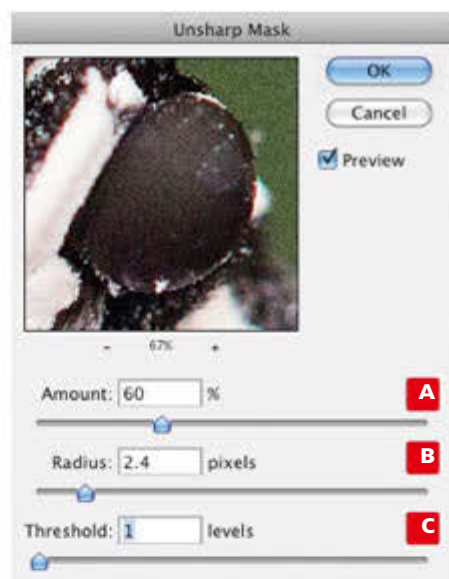 Unsharp Mask
OK
Cancel
Preview
- 67% +
Amount: 60 % A
Radius: 2.4 pixels B
Threshold: 1 levels C